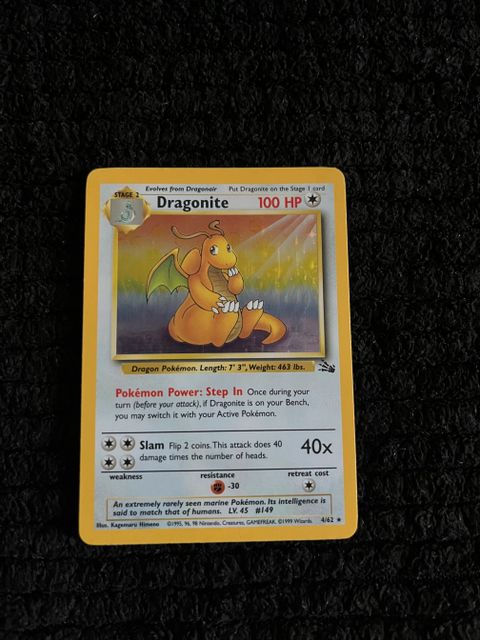 Evolves from Dragonair Put Dragonite on the Stage 1 card
STAGE 2
Dragonite 100 HP
Dragon Pokémon. Length: 7' 3", Weight: 463 lbs.
Pokémon Power: Step In Once during your
turn (before your attack), if Dragonite is on your Bench,
you may switch it with your Active Pokémon.
Slam Flip 2 coins. This attack does 40
damage times the number of heads.
40x
weakness resistance retreat cost
-30
An extremely rarely seen marine Pokémon. Its intelligence is
said to match that of humans. LV. 45 #149
Illus. Kagemaru Himeno ©1995, 96, 98 Nintendo, Creatures, GAMEFREAK. ©1999 Wizards. 4/62 ★